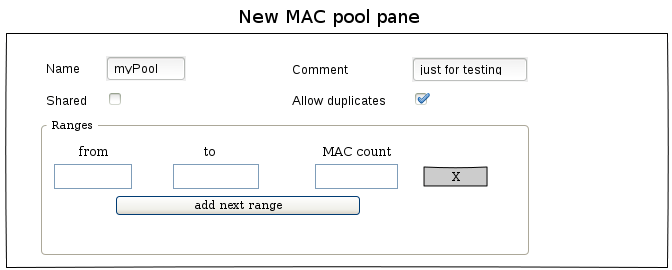 New MAC pool pane
Name myPool Comment just for testing
Shared Allow duplicates
Ranges
from to MAC count
X
add next range